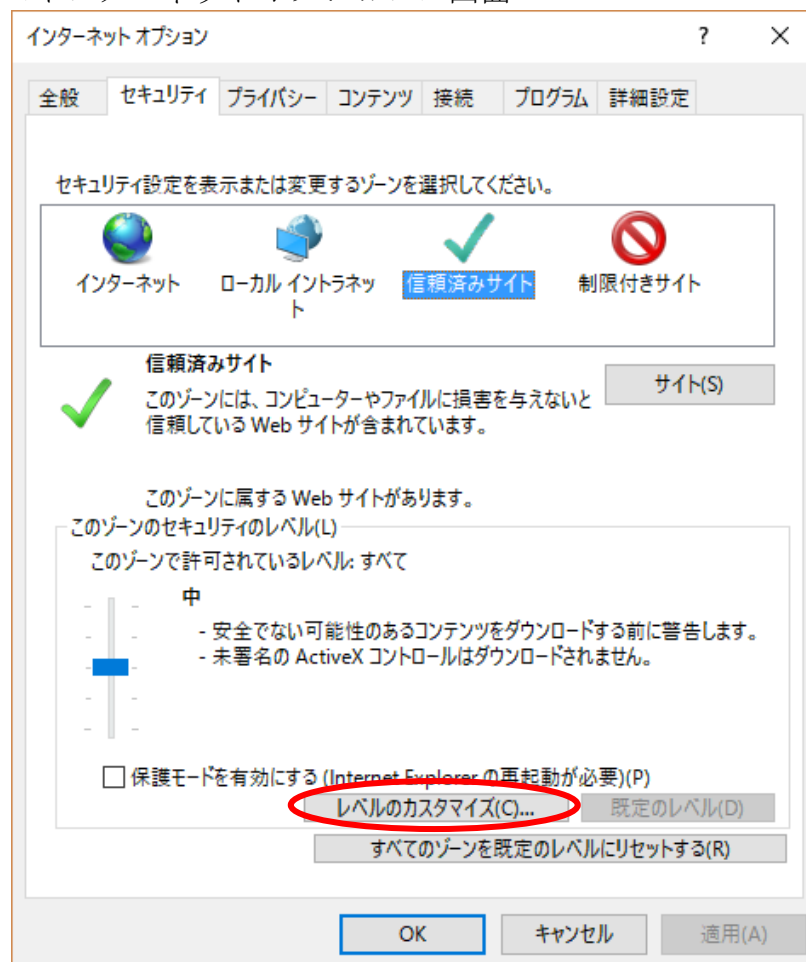 インターネット オプション
?
×
全般 セキュリティ プライバシー コンテンツ 接続 プログラム 詳細設定
セキュリティ設定を表示または変更するゾーンを選択してください。
インターネット
ローカル イントラネッ
ト
信頼済みサイト
制限付きサイト
信頼済みサイト
サイト(S)
このゾーンには、コンピューターやファイルに損害を与えないと
信頼している Web サイトが含まれています。
このゾーンに属する Web サイトがあります。
このゾーンのセキュリティのレベル(L)
このゾーンで許可されているレベル: すべて
中
- 安全でない可能性のあるコンテンツをダウンロードする前に警告します。
- 未署名の ActiveX コントロールはダウンロードされません。
保護モードを有効にする (Internet Explorer の再起動が必要)(P)
レベルのカスタマイズ(C)...
既定のレベル(D)
すべてのゾーンを既定のレベルにリセットする(R)
OK
キャンセル
適用(A)